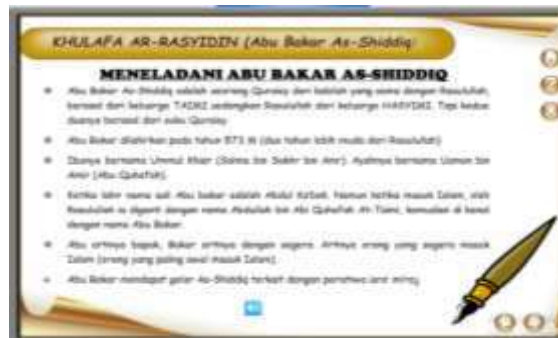 KHULAFA AR-RASYIDIN (Abu Bakar As-Shiddiq
MENELADANI ABU BAKAR AS-SHIDDIQ
Abu Bakar As-Shiddiq adalah seorang Quraisy dari kabilah yang sama dengan Rasulullah,
berasal dari keluarga TAIMI sedangkan Rasulullah dari keluarga HASYIMI. Tapi kedua
duanya berasal dari suku Quraisy
Abu Bakar dilahirkan pada tahun 573 M (dua tahun lebih muda dari Rasulullah)
Ibunya bernama Ummul Khair (Salma bin Sakhr bin Amr). Ayahnya bernama Usman bin
Amir (Abu Quhafah).
Ketika lahir nama asli Abu bakar adalah Abdul Ka'bah. Namun ketika masuk Islam, oleh
Rasulullah ia diganti dengan nama Abdullah bin Abi Quhafah At-Tamimi, kemudian di kenal
dengan nama Abu Bakar.
Abu artinya bapak, Bakar artinya dengan segera. Artinya orang yang segera masuk
Islam (orang yang paling awal masuk Islam).
Abu Bakar mendapat gelar As-Shiddiq terkait dengan peristiwa isra' miraj